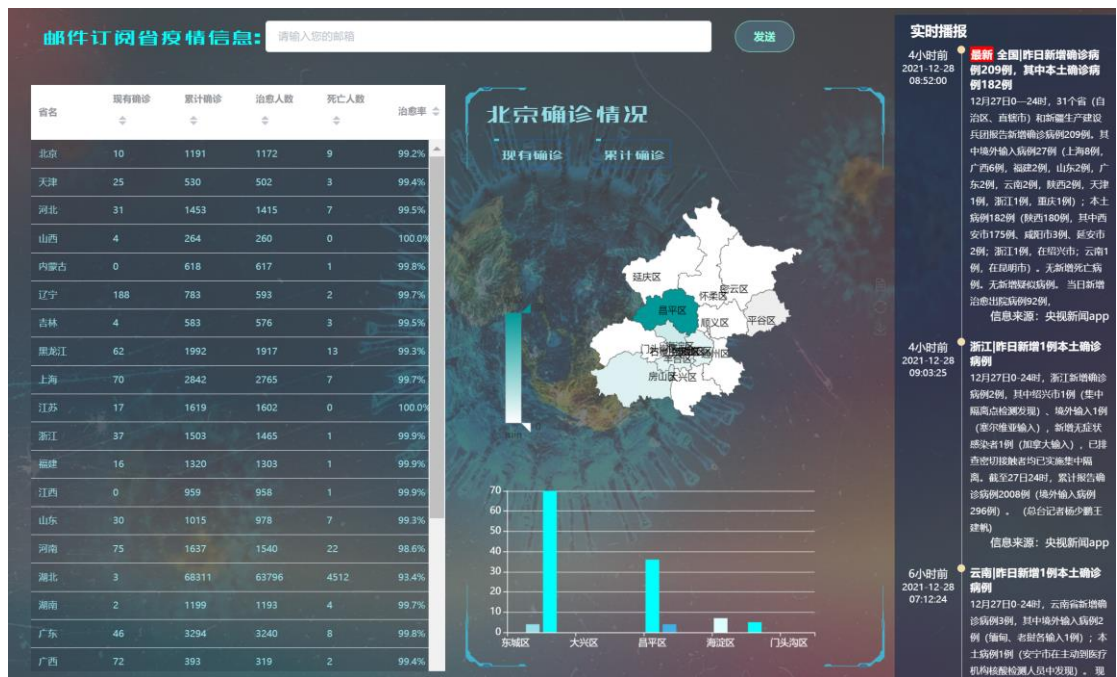 邮件订阅省疫情信息:
请输入您的邮箱
发送
省名 现有确诊 累计确诊 治愈人数 死亡人数 治愈率
北京 10 1191 1172 9 99.2%
天津 25 530 502 3 99.4%
河北 31 1453 1415 7 99.5%
山西 4 264 260 0 100.0%
内蒙古 0 618 617 1 99.8%
辽宁 188 783 593 2 99.7%
吉林 4 583 576 3 99.5%
黑龙江 62 1992 1917 13 99.3%
上海 70 2842 2765 7 99.7%
江苏 17 1619 1602 0 100.0%
浙江 37 1503 1465 1 99.9%
福建 16 1320 1303 1 99.9%
江西 0 959 958 1 99.9%
山东 30 1015 978 7 99.3%
河南 75 1637 1540 22 98.6%
湖北 3 68311 63796 4512 93.4%
湖南 2 1199 1193 4 99.7%
广东 46 3294 3240 8 99.8%
广西 72 393 319 2 99.4%
北京确诊情况
现有确诊 累计确诊
延庆区
怀柔区
密云区
昌平区
顺义区
平谷区
房山区
大兴区
70
60
50
40
30
20
10
0
东城区 大兴区 昌平区 海淀区 门头沟区
实时播报
4小时前
2021-12-28
08:52:00
最新 全国|昨日新增确诊病
例209例，其中本土确诊病
例182例
12月27日0—24时，31个省（自
治区、直辖市）和新疆生产建设
兵团报告新增确诊病例209例。其
中境外输入病例27例（上海8例，
广西6例，福建2例，山东2例，广
东2例，云南2例，陕西2例，天津
1例，浙江1例，重庆1例）；本土
病例182例（陕西180例，其中西
安市175例、咸阳市3例、延安市
2例；浙江1例，在绍兴市；云南1
例，在昆明市）。无新增死亡病
例。无新增疑似病例。 当日新增
治愈出院病例92例，
信息来源：央视新闻app
4小时前
2021-12-28
09:03:25
浙江|昨日新增1例本土确诊
病例
12月27日0-24时，浙江新增确诊
病例2例，其中绍兴市1例（集中
隔离点检测发现）、境外输入1例
（塞尔维亚输入），新增无症状
感染者1例（加拿大输入），已排
查密切接触者均已实施集中隔
离。截至27日24时，累计报告确
诊病例2008例（境外输入病例
296例）。（总台记者杨少鹏王
建帆)
信息来源：央视新闻app
6小时前
2021-12-28
07:12:24
云南|昨日新增1例本土确诊
病例
12月27日0-24时，云南省新增确
诊病例3例，其中境外输入病例2
例（缅甸、老挝各输入1例）；本
土病例1例（安宁市在主动到医疗
机构核酸检测人员中发现）。现